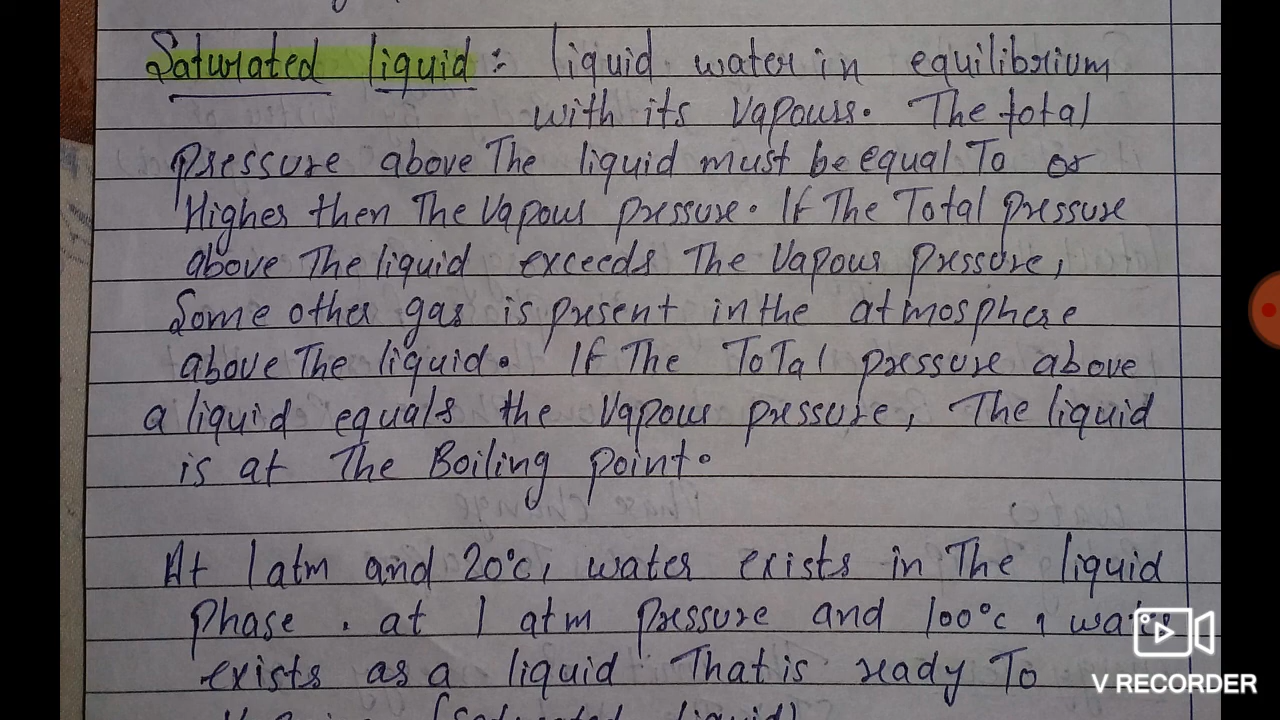 Saturated liquid : liquid water in equilibrium
with its vapours. The total
pressure above The liquid must be equal To or
Higher then The vapour pressure. If The Total pressure
above The liquid exceeds The Vapour pressure,
Some other gas is present in the atmosphere
above The liquid. If The ToTal pressure above
a liquid equals the vapour pressure, The liquid
is at The Boiling point.
At 1 atm and 20°c, water exists in The liquid
phase. at 1 atm pressure and 100°c, water
exists as a liquid That is ready To
(Saturated liquid)
V RECORDER